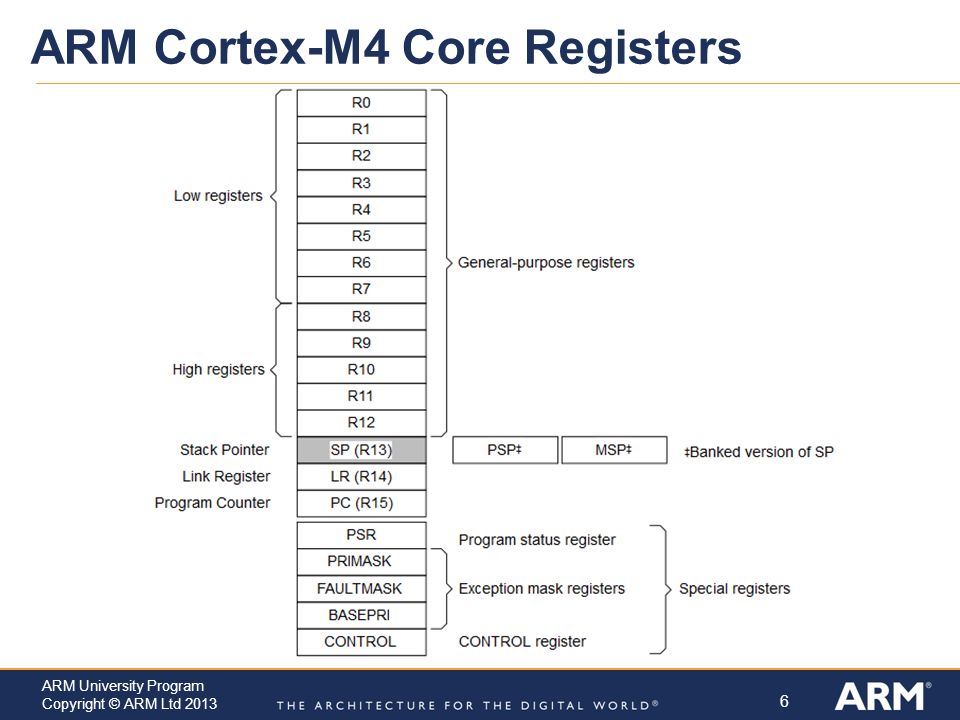 ARM Cortex-M4 Core Registers
R0
R1
R2
R3
Low registers
R4
R5
R6
General-purpose registers
R7
R8
R9
High registers
R10
R11
R12
Stack Pointer SP (R13) PSP‡ MSP‡ ‡Banked version of SP
Link Register LR (R14)
Program Counter PC (R15)
PSR Program status register
PRIMASK
FAULTMASK Exception mask registers Special registers
BASEPRI
CONTROL CONTROL register
ARM University Program
Copyright © ARM Ltd 2013
THE ARCHITECTURE FOR THE DIGITAL WORLD®
6
ARM®